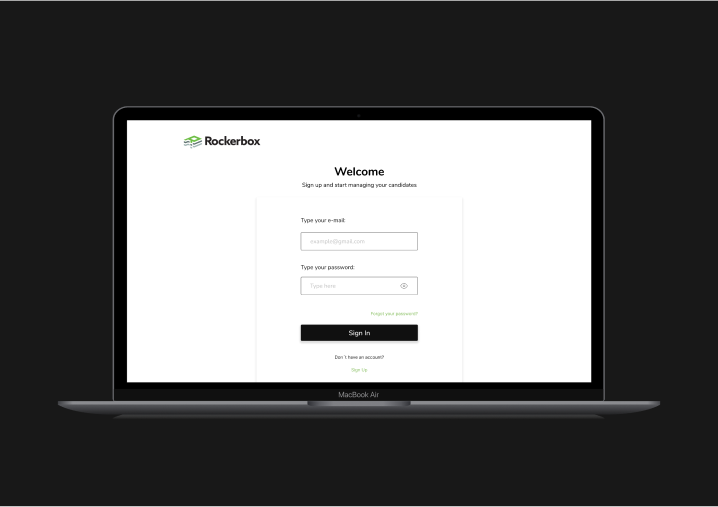 Rockerbox
Welcome
Sign up and start managing your candidates
Type your e-mail:
example@gmail.com
Type your password:
Type here
Forgot your password?
Sign In
Don´t have an account?
Sign Up
MacBook Air